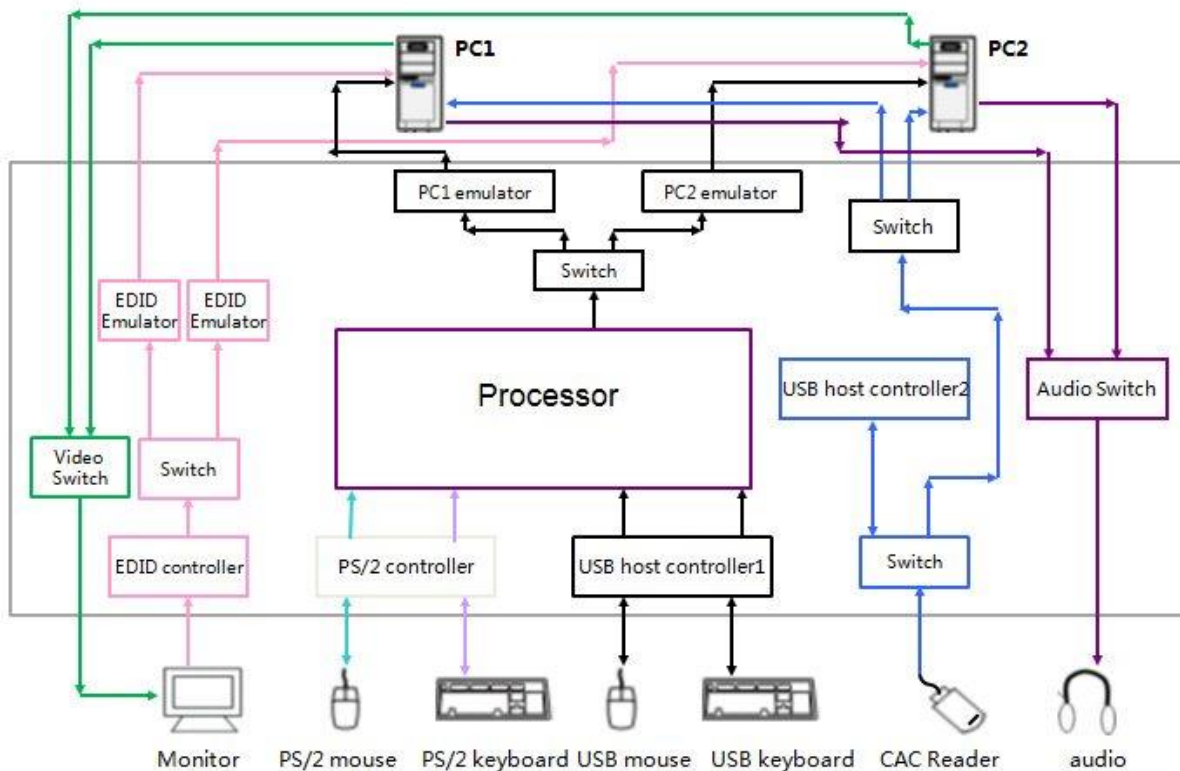 PC1
PC2
PC1 emulator
PC2 emulator
Switch
Switch
EDID
Emulator
EDID
Emulator
Processor
USB host controller2
Audio Switch
Video
Switch
Switch
EDID controller
PS/2 controller
USB host controller1
Switch
Monitor
PS/2 mouse
PS/2 keyboard
USB mouse
USB keyboard
CAC Reader
audio